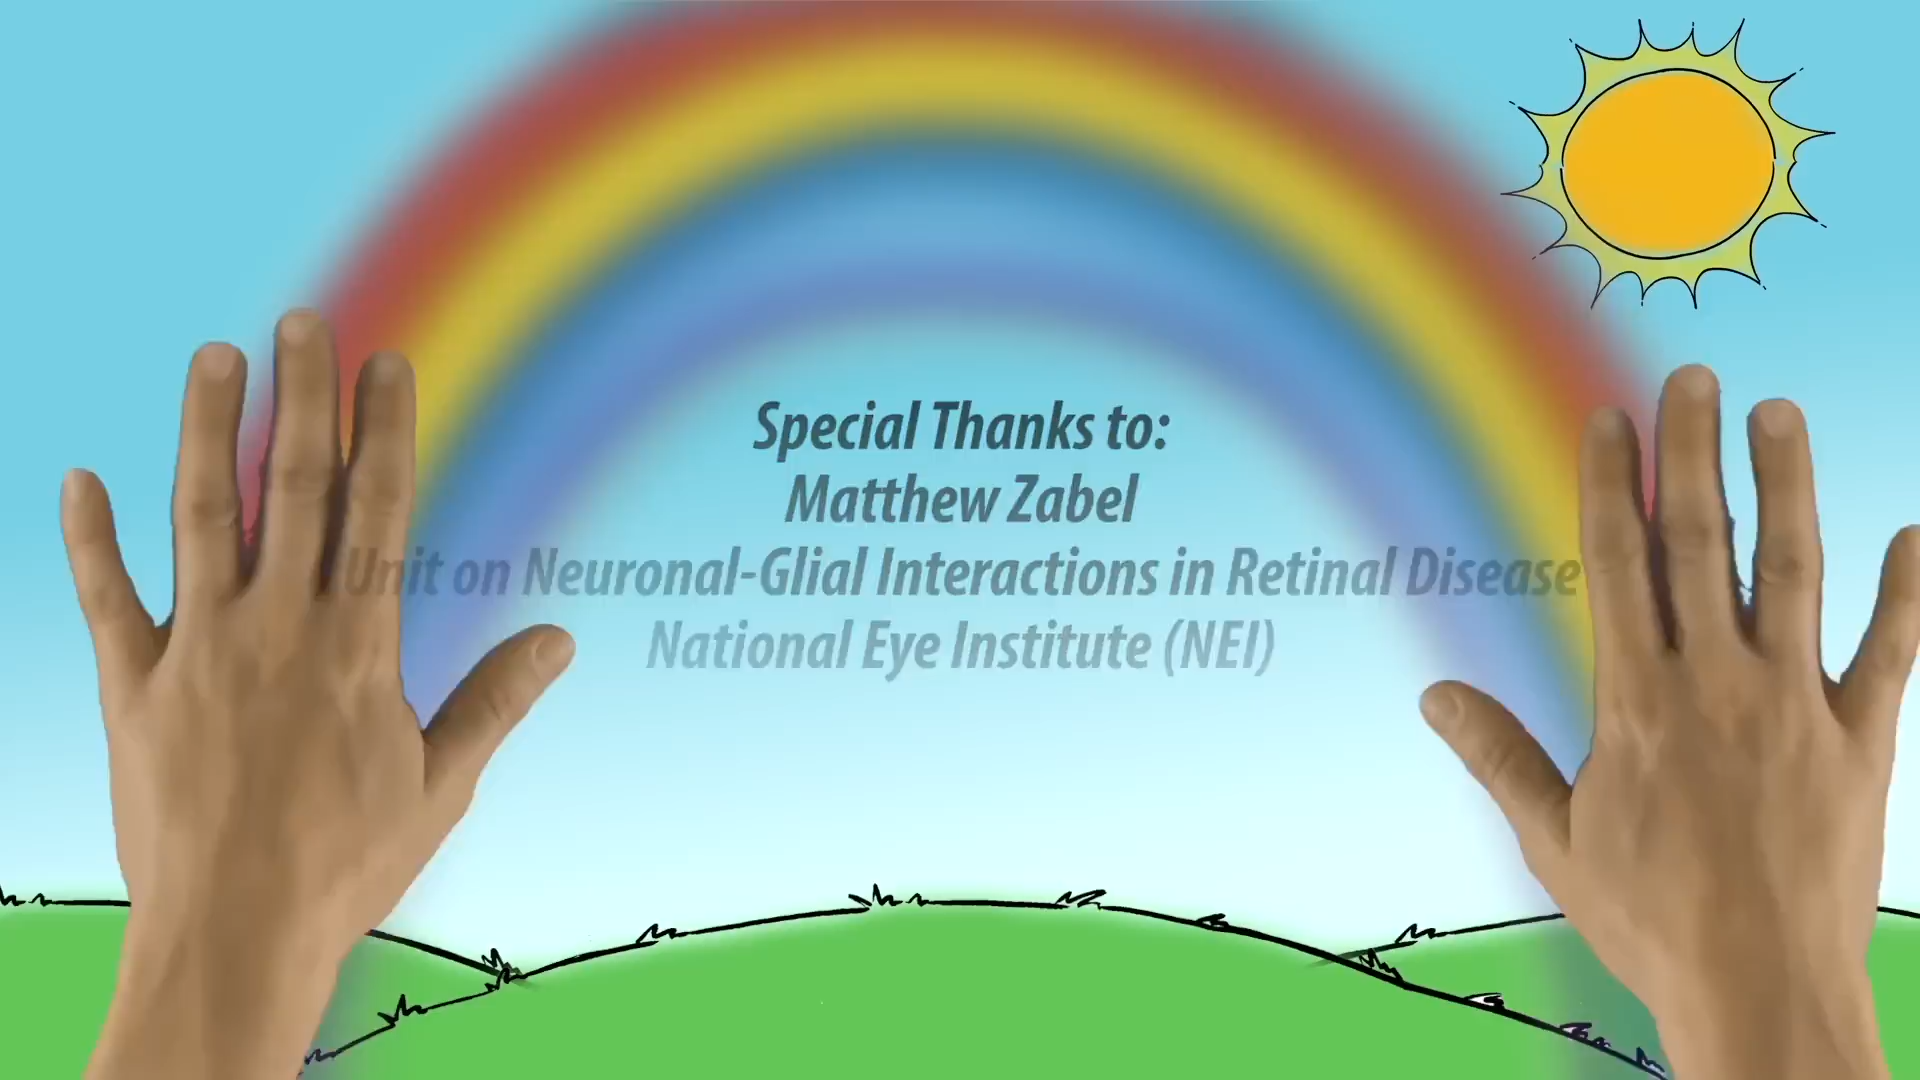 Special Thanks to:
Matthew Zabel
Unit on Neuronal-Glial Interactions in Retinal Disease
National Eye Institute (NEI)